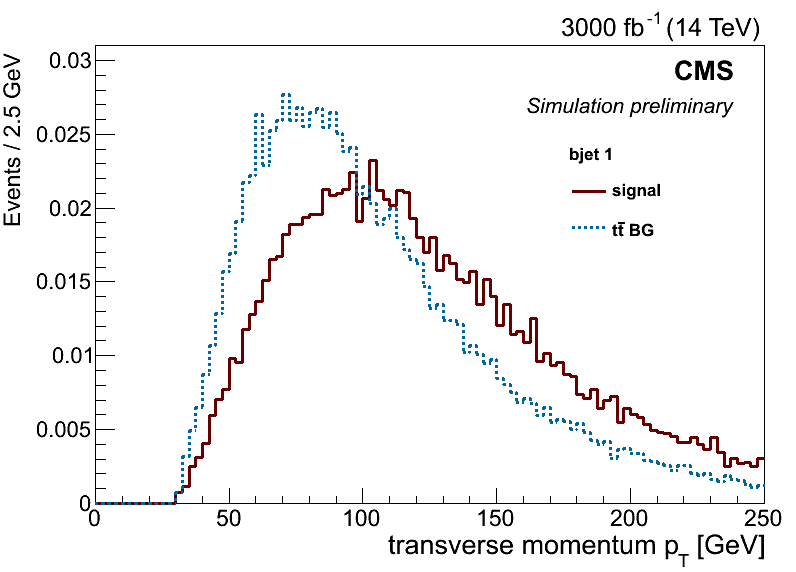 3000 fb⁻¹ (14 TeV)
CMS
Simulation preliminary
bjet 1
signal
tt̄ BG
Events / 2.5 GeV
0.03
0.025
0.02
0.015
0.01
0.005
0
0 50 100 150 200 250
transverse momentum p_T [GeV]